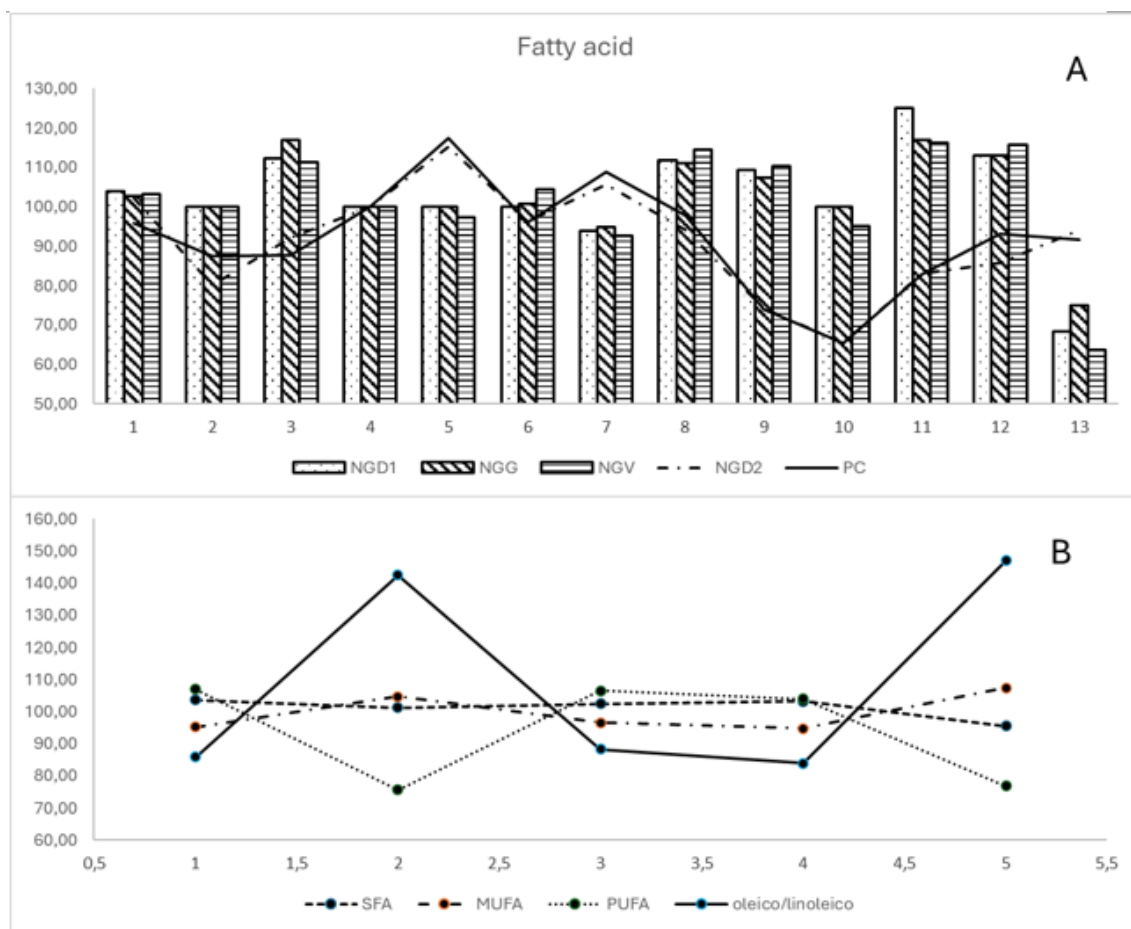 Fatty acid
A
130,00
120,00
110,00
100,00
90,00
80,00
70,00
60,00
50,00
1 2 3 4 5 6 7 8 9 10 11 12 13
NGD1 NGG NGV NGD2 PC
160,00
B
150,00
140,00
130,00
120,00
110,00
100,00
90,00
80,00
70,00
60,00
0,5 1 1,5 2 2,5 3 3,5 4 4,5 5 5,5
SFA MUFA PUFA oleico/linoleico